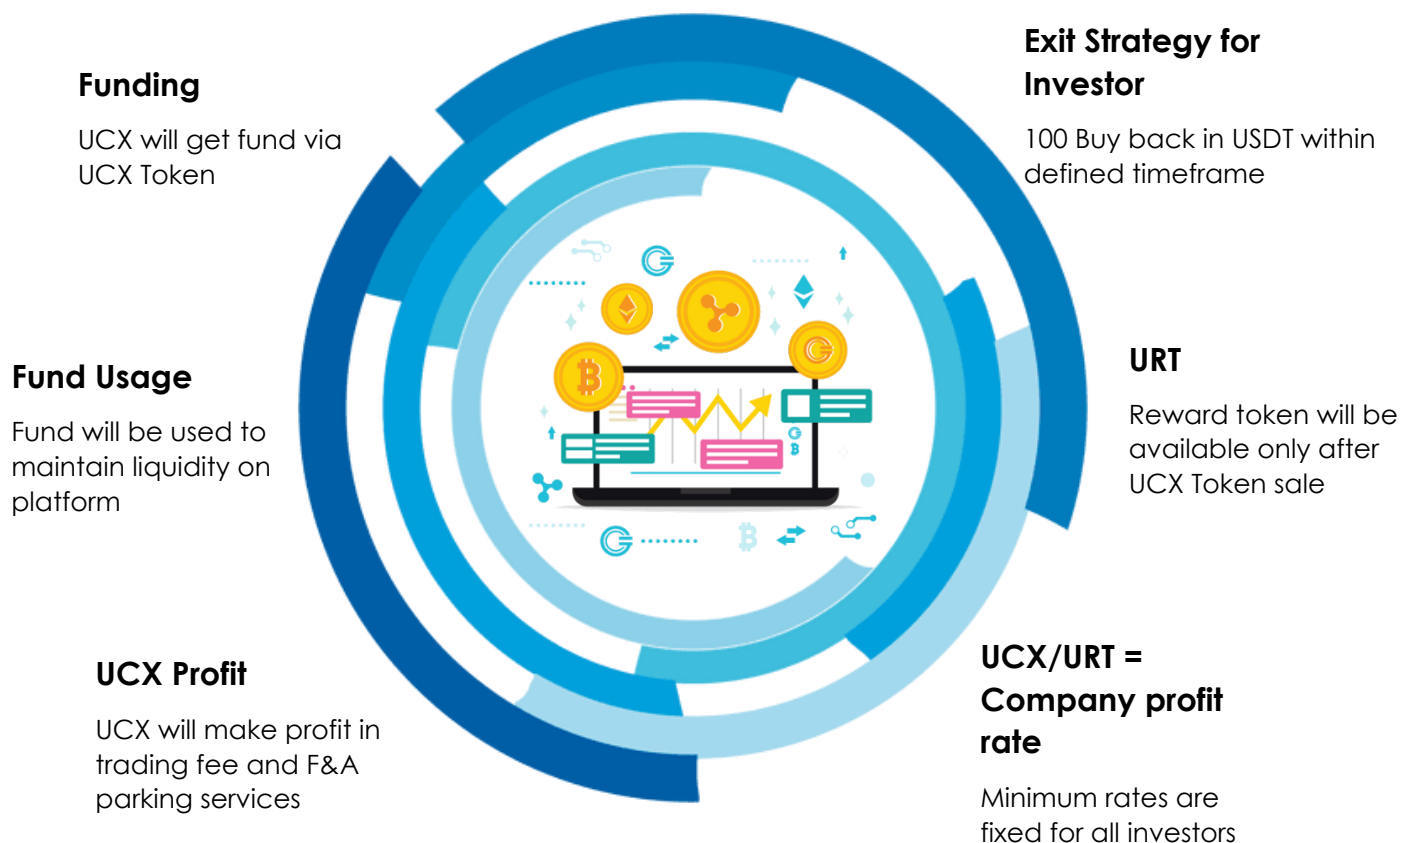 Funding
UCX will get fund via
UCX Token
Fund Usage
Fund will be used to
maintain liquidity on
platform
UCX Profit
UCX will make profit in
trading fee and F&A
parking services
Exit Strategy for
Investor
100 Buy back in USDT within
defined timeframe
URT
Reward token will be
available only after
UCX Token sale
UCX/URT =
Company profit
rate
Minimum rates are
fixed for all investors